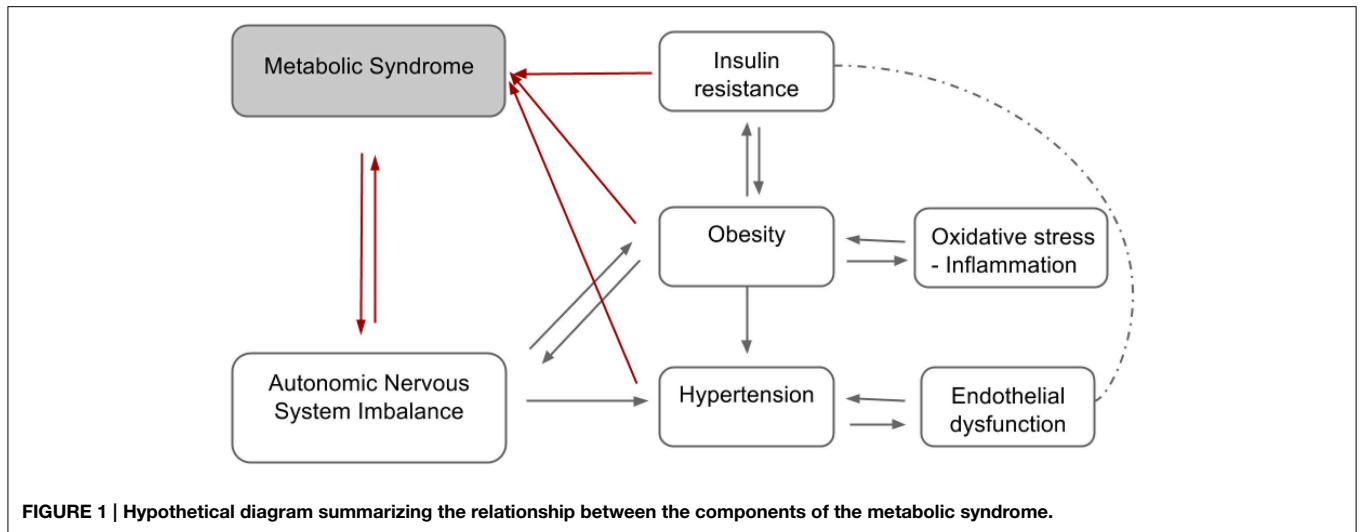 Metabolic Syndrome
Insulin
resistance
Obesity
Oxidative stress
- Inflammation
Autonomic Nervous
System Imbalance
Hypertension
Endothelial
dysfunction
FIGURE 1 | Hypothetical diagram summarizing the relationship between the components of the metabolic syndrome.